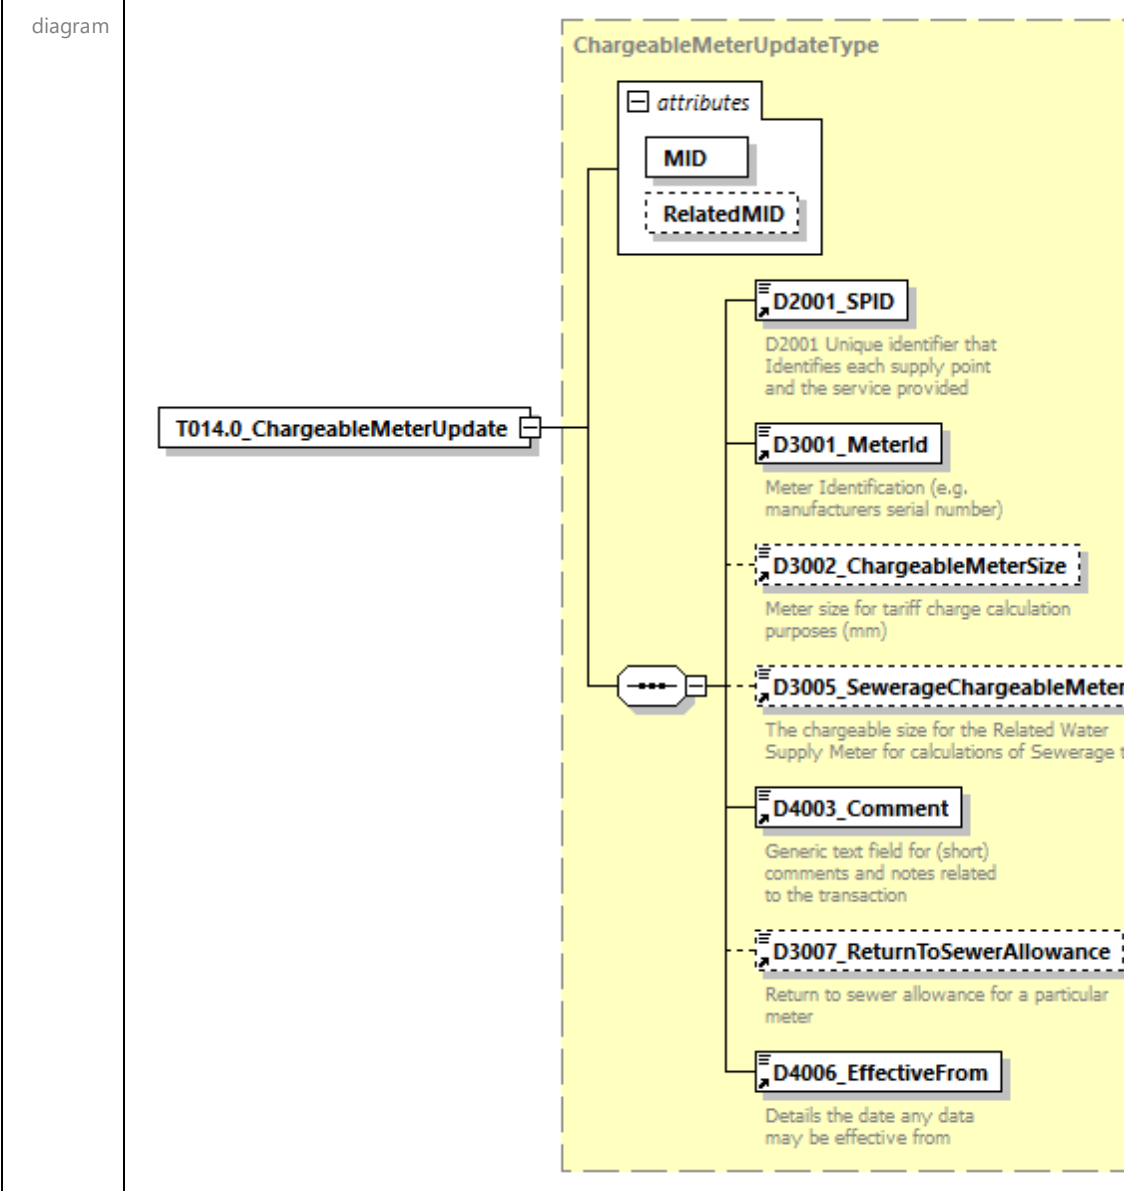 diagram
ChargeableMeterUpdateType
attributes
MID
RelatedMID
D2001_SPID
D2001 Unique identifier that
Identifies each supply point
and the service provided
T014.0_ChargeableMeterUpdate
D3001_MeterId
Meter Identification (e.g.
manufacturers serial number)
D3002_ChargeableMeterSize
Meter size for tariff charge calculation
purposes (mm)
D3005_SewerageChargeableMeter
The chargeable size for the Related Water
Supply Meter for calculations of Sewerage t
D4003_Comment
Generic text field for (short)
comments and notes related
to the transaction
D3007_ReturnToSewerAllowance
Return to sewer allowance for a particular
meter
D4006_EffectiveFrom
Details the date any data
may be effective from